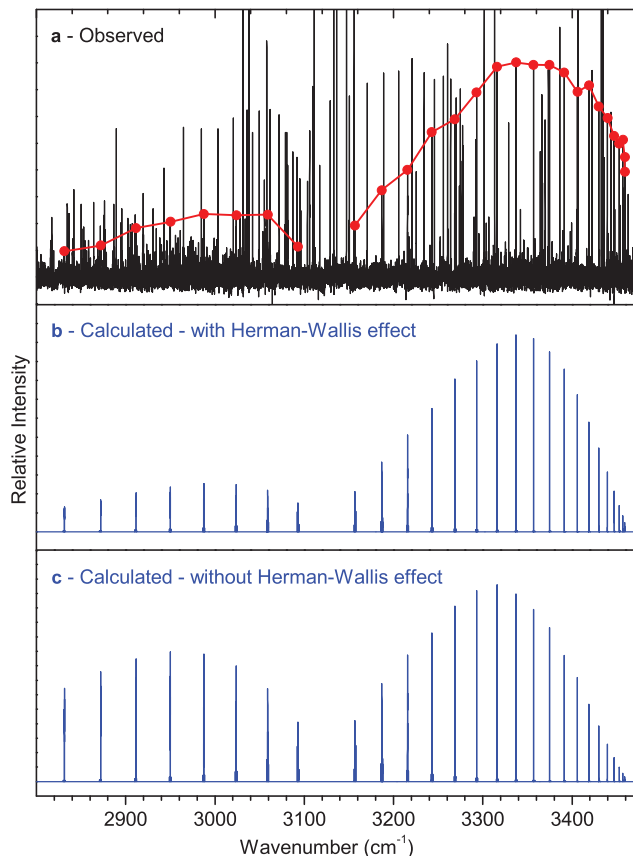 a - Observed
b - Calculated - with Herman-Wallis effect
c - Calculated - without Herman-Wallis effect
Relative Intensity
2900 3000 3100 3200 3300 3400
Wavenumber (cm⁻¹)